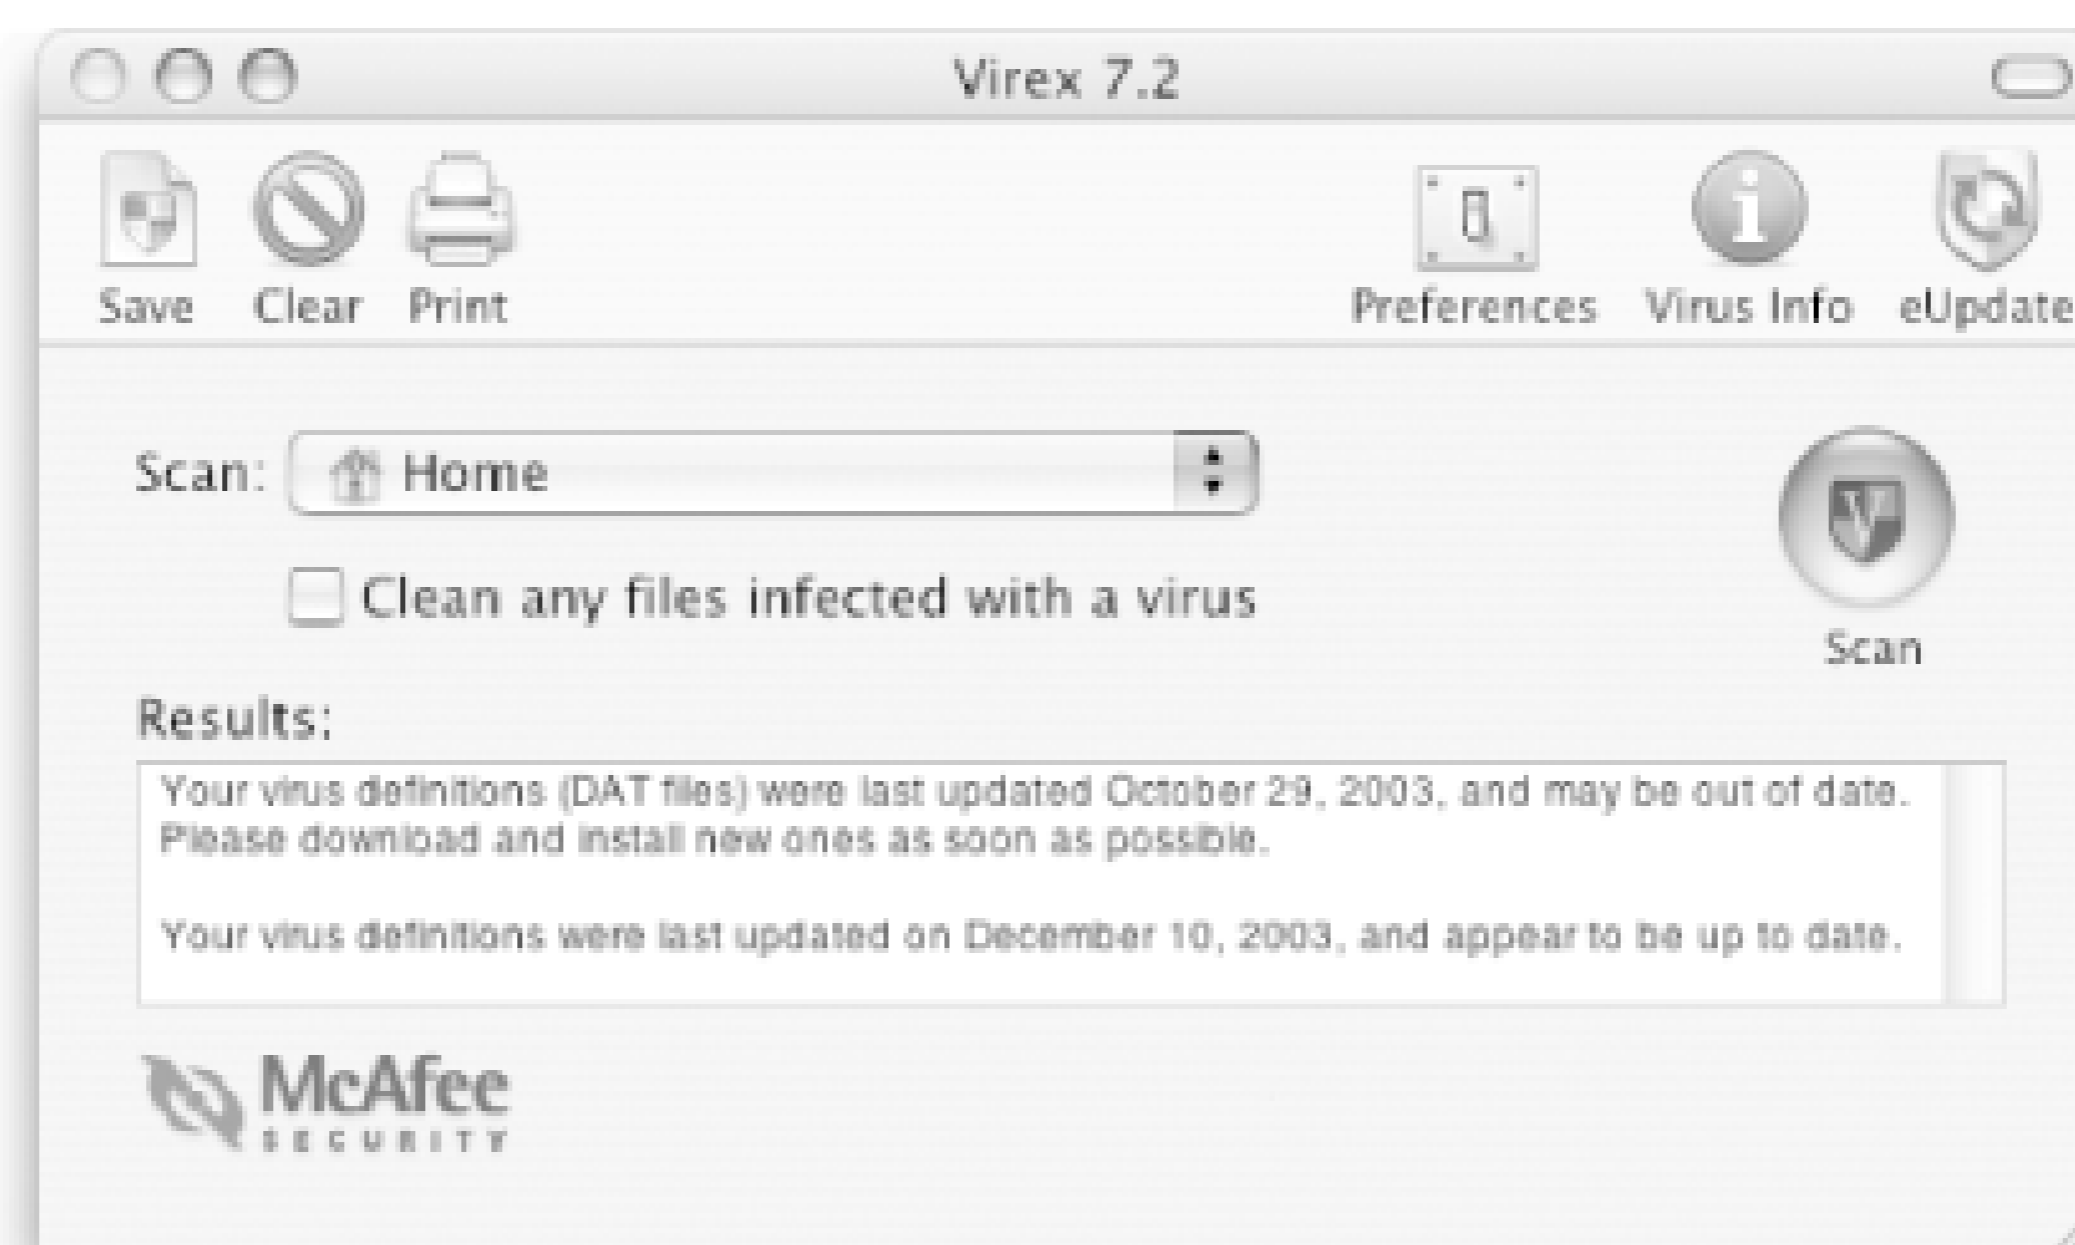 Virex 7.2
Save Clear Print Preferences Virus Info eUpdate
Scan: Home
Clean any files infected with a virus
Scan
Results:
Your virus definitions (DAT files) were last updated October 29, 2003, and may be out of date.
Please download and install new ones as soon as possible.
Your virus definitions were last updated on December 10, 2003, and appear to be up to date.
McAfee
SECURITY